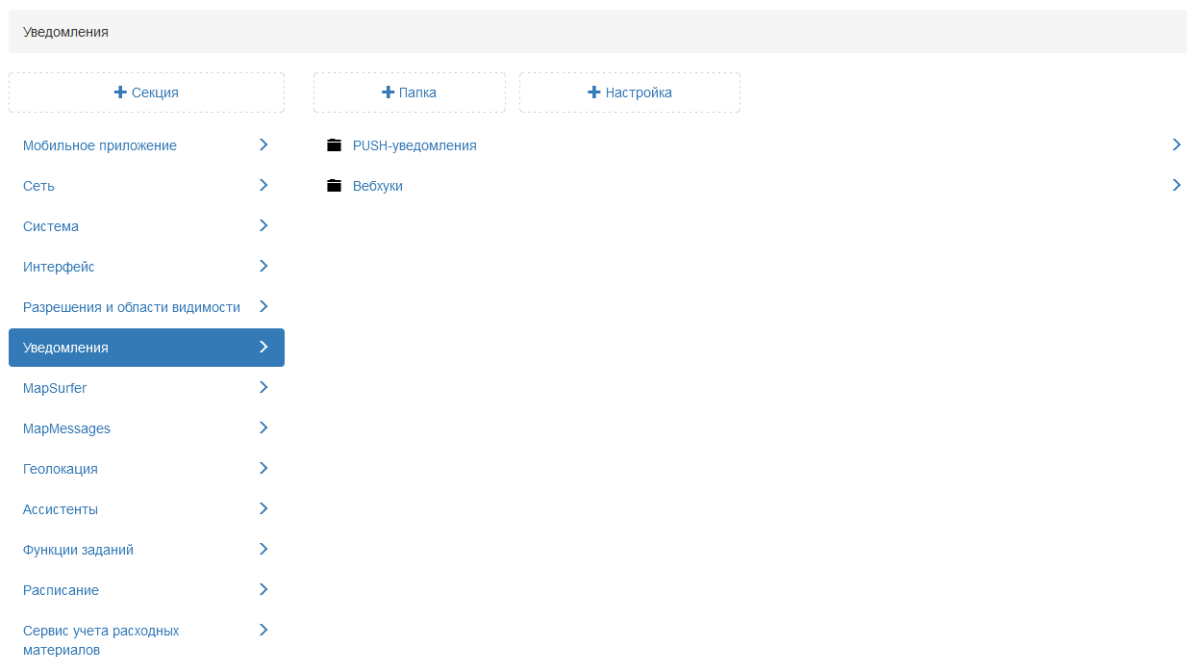 Уведомления
Секция
Папка
Настройка
Мобильное приложение
Сеть
Система
Интерфейс
Разрешения и области видимости
Уведомления
MapSurfer
MapMessages
Геолокация
Ассистенты
Функции заданий
Расписание
Сервис учета расходных
материалов
PUSH-уведомления
Вебхуки